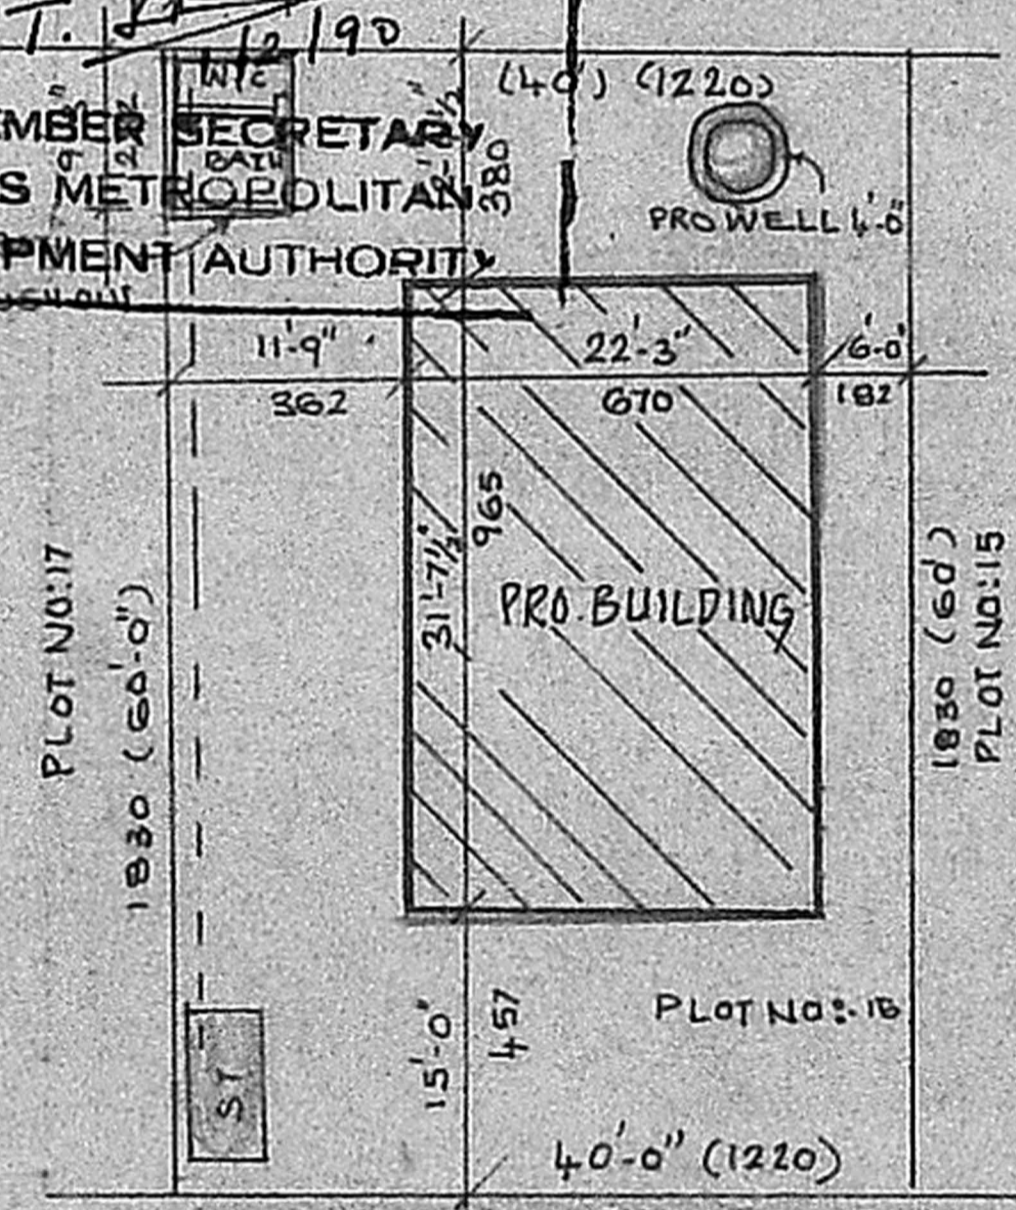 T.
2/90
W/C
(40') (1220)
MBER SECRETARY
BATH
380
S METROPOLITAN
PRO WELL 4'-0"
PMENT AUTHORITY
11'-9"
22'-3"
6'-0"
362
670
182
965
31'-7½"
PRO. BUILDING
PLOT NO:17
1830 (60'-0")
1830 (60')
PLOT NO:15
15'-0"
457
PLOT NO:-16
ST
40'-0" (1220)